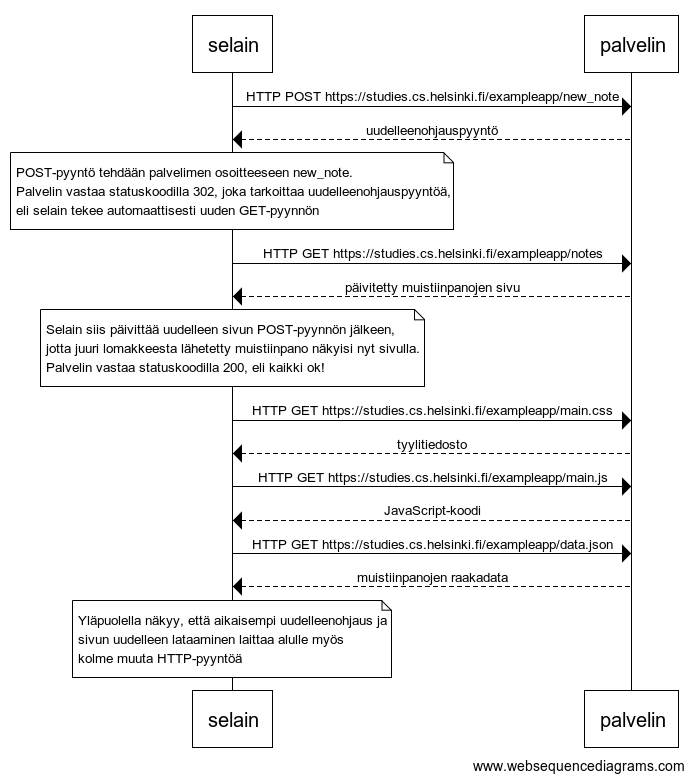 selain
palvelin
HTTP POST https://studies.cs.helsinki.fi/exampleapp/new_note
uudelleenohjauspyyntö
POST-pyyntö tehdään palvelimen osoitteeseen new_note.
Palvelin vastaa statuskoodilla 302, joka tarkoittaa uudelleenohjauspyyntöä,
eli selain tekee automaattisesti uuden GET-pyynnön
HTTP GET https://studies.cs.helsinki.fi/exampleapp/notes
päivitetty muistiinpanojen sivu
Selain siis päivittää uudelleen sivun POST-pyynnön jälkeen,
jotta juuri lomakkeesta lähetetty muistiinpano näkyisi nyt sivulla.
Palvelin vastaa statuskoodilla 200, eli kaikki ok!
HTTP GET https://studies.cs.helsinki.fi/exampleapp/main.css
tyylitiedosto
HTTP GET https://studies.cs.helsinki.fi/exampleapp/main.js
JavaScript-koodi
HTTP GET https://studies.cs.helsinki.fi/exampleapp/data.json
muistiinpanojen raakadata
Yläpuolella näkyy, että aikaisempi uudelleenohjaus ja
sivun uudelleen lataaminen laittaa alulle myös
kolme muuta HTTP-pyyntöä
selain
palvelin
www.websequencediagrams.com